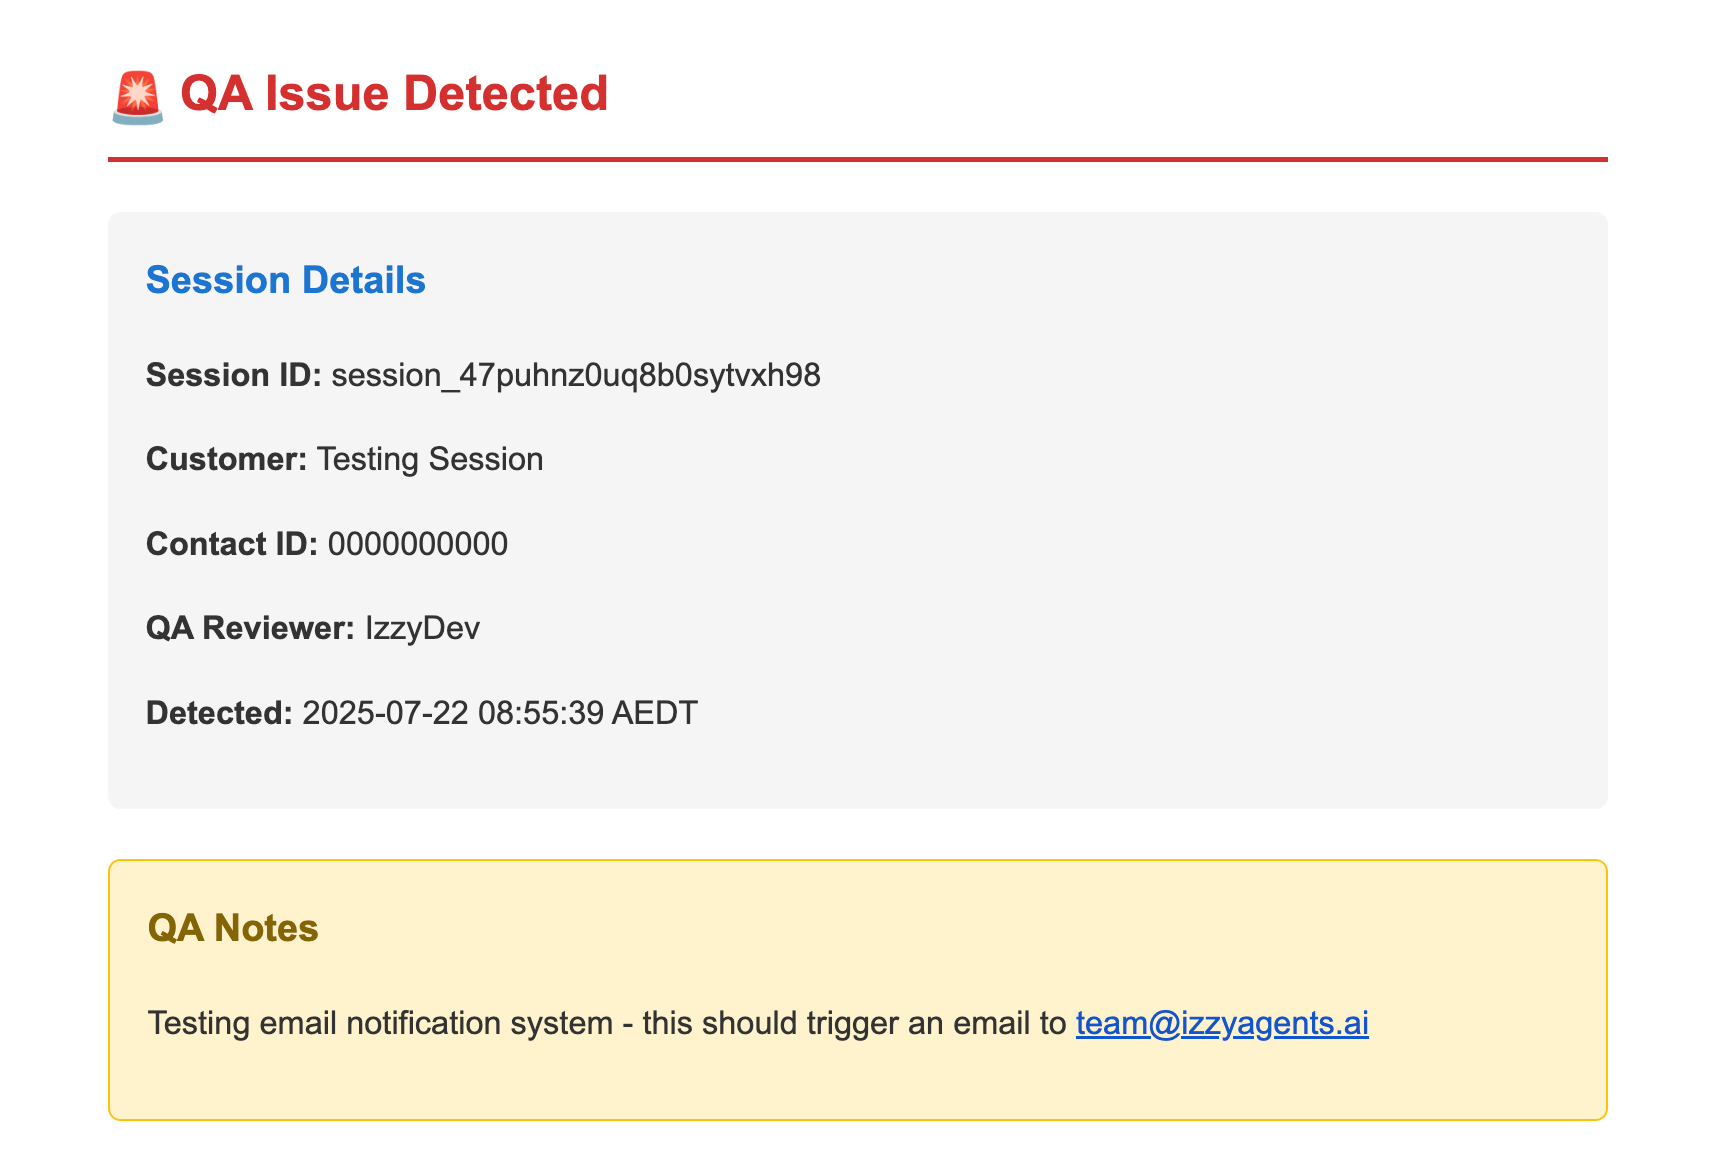 🚨 QA Issue Detected
Session Details
Session ID: session_47puhnz0uq8b0sytvxh98
Customer: Testing Session
Contact ID: 0000000000
QA Reviewer: IzzyDev
Detected: 2025-07-22 08:55:39 AEDT
QA Notes
Testing email notification system - this should trigger an email to team@izzyagents.ai